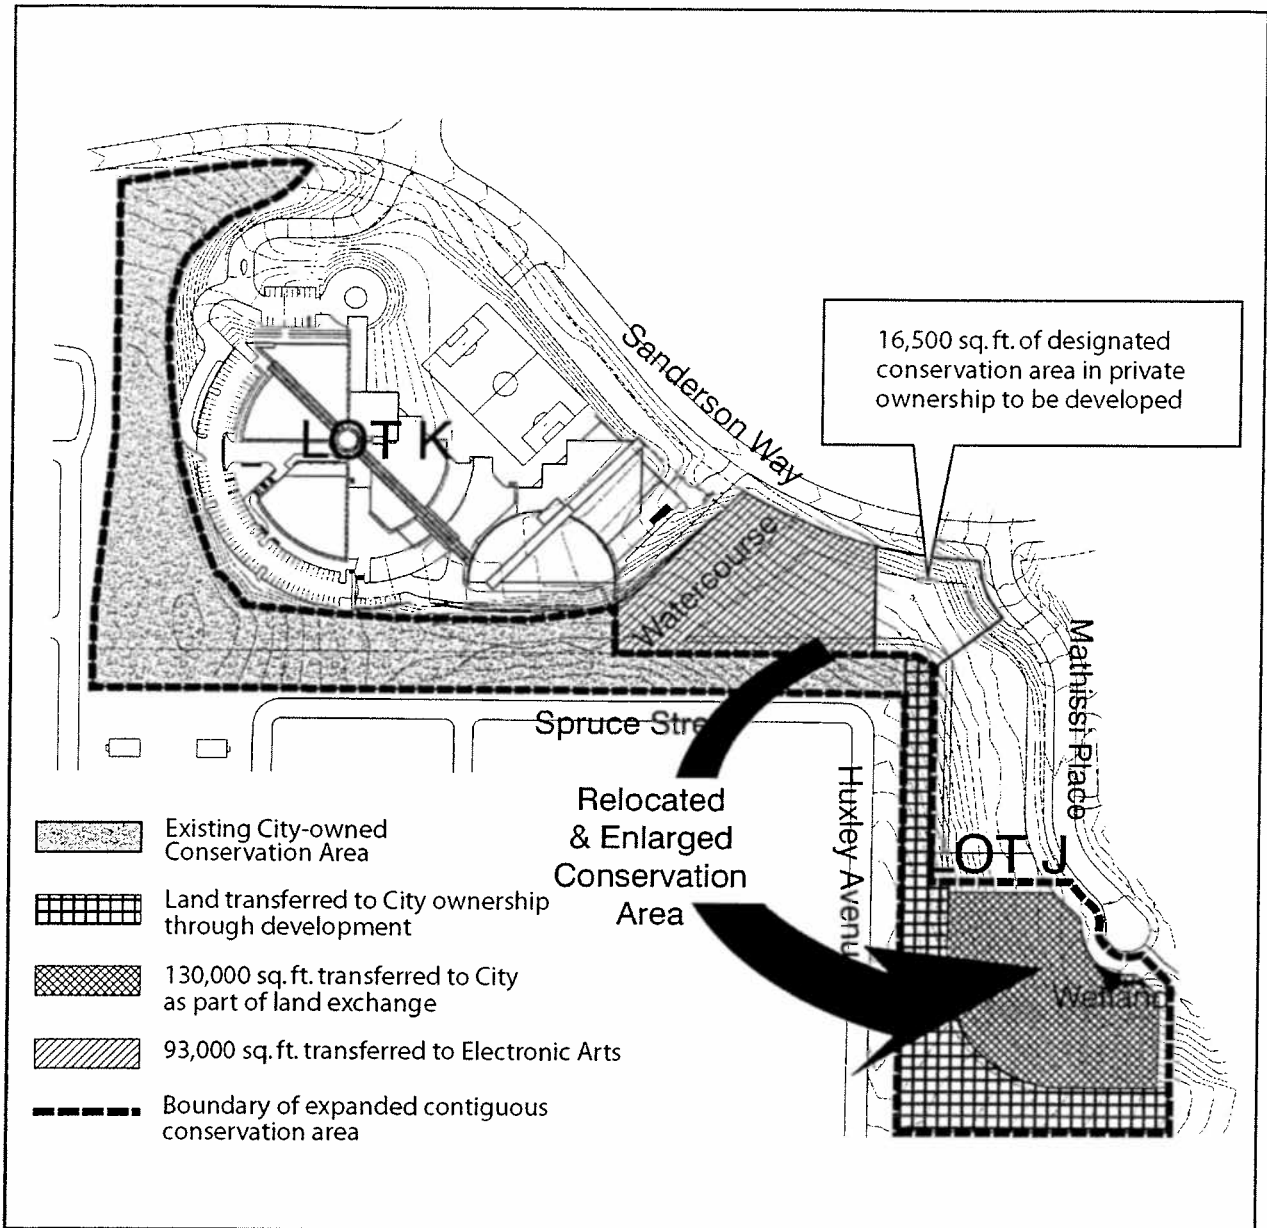 Sanderson Way
16,500 sq. ft. of designated
conservation area in private
ownership to be developed
LOT K
Watercourse
Mathissi Place
Spruce Stre
Huxley Avenu
Relocated
& Enlarged
Conservation
Area
OT J
Wetland
Existing City-owned
Conservation Area
Land transferred to City ownership
through development
130,000 sq. ft. transferred to City
as part of land exchange
93,000 sq. ft. transferred to Electronic Arts
Boundary of expanded contiguous
conservation area